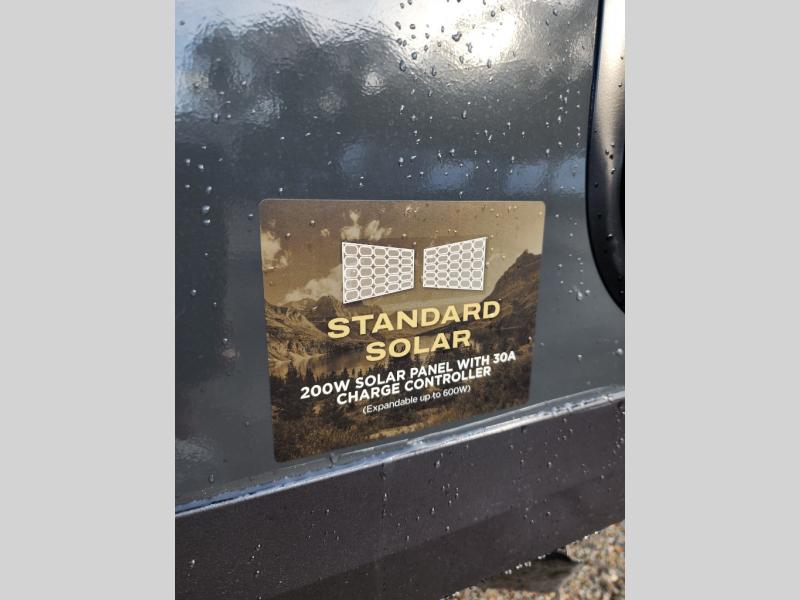 STANDARD
SOLAR
200W SOLAR PANEL WITH 30A
CHARGE CONTROLLER
(Expandable up to 600W)